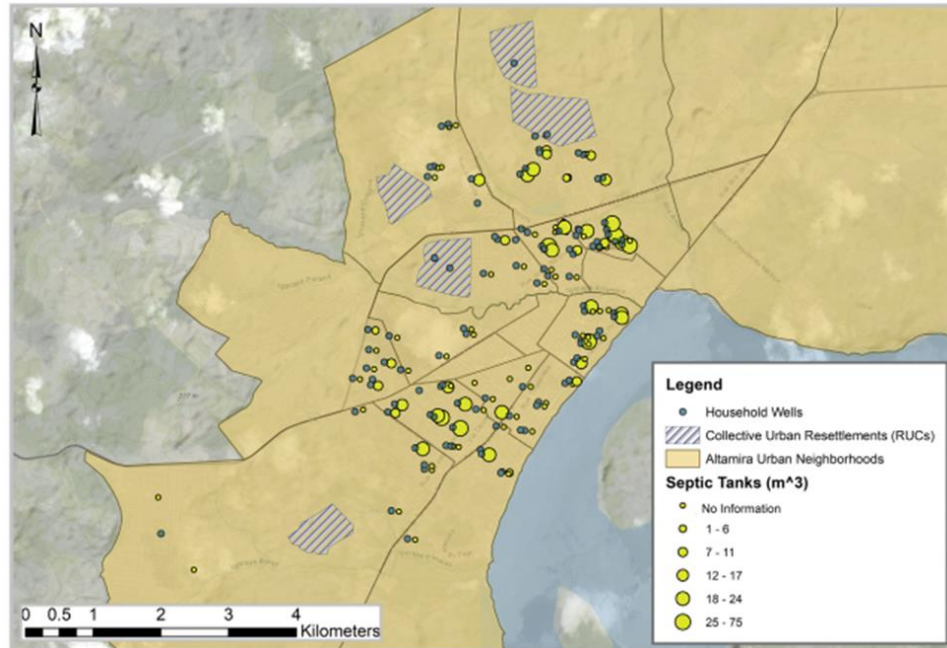 N
Legend
Household Wells
Collective Urban Resettlements (RUCs)
Altamira Urban Neighborhoods
Septic Tanks (m^3)
No Information
1 - 6
7 - 11
12 - 17
18 - 24
25 - 75
0 0.5 1 2 3 4
Kilometers